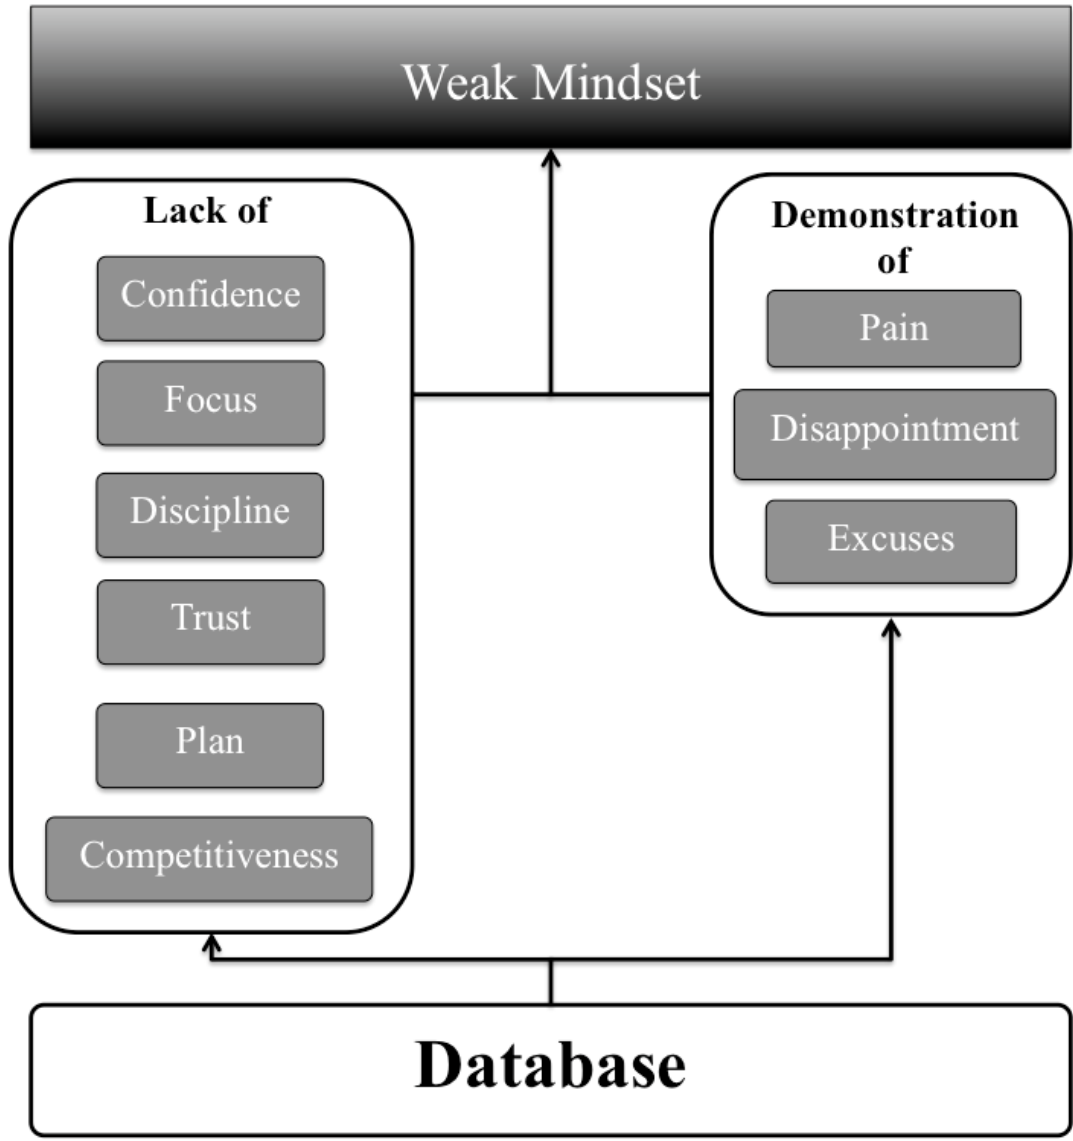 Weak Mindset
Lack of
Confidence
Focus
Discipline
Trust
Plan
Competitiveness
Demonstration
of
Pain
Disappointment
Excuses
Database